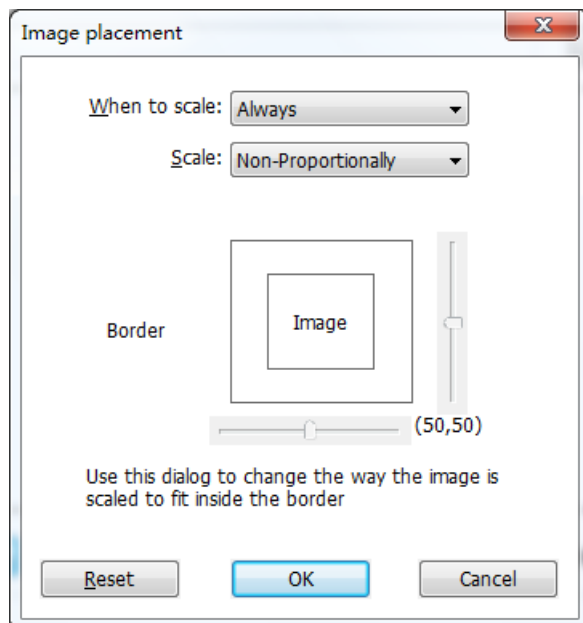 Image placement
When to scale: Always
Scale: Non-Proportionally
Border
Image
(50,50)
Use this dialog to change the way the image is
scaled to fit inside the border
Reset OK Cancel